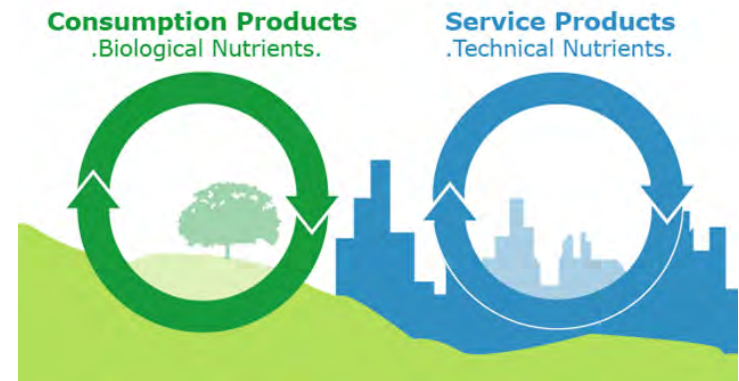 Consumption Products
.Biological Nutrients.
Service Products
.Technical Nutrients.